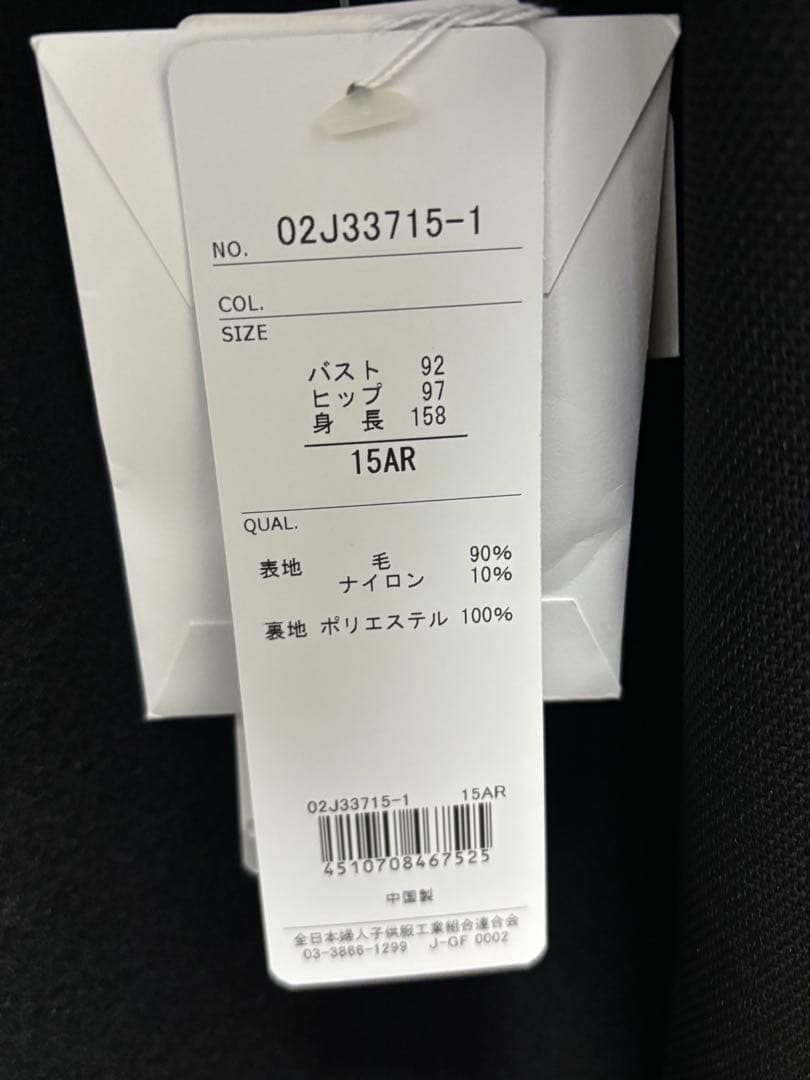 NO. 02J33715-1
COL.
SIZE
バスト 92
ヒップ 97
身 長 158
15AR
QUAL.
表地 毛 90%
ナイロン 10%
裏地 ポリエステル 100%
02J33715-1 15AR
4510708467525
中国製
全日本婦人子供服工業組合連合会
03-3866-1299 J-GF 0002